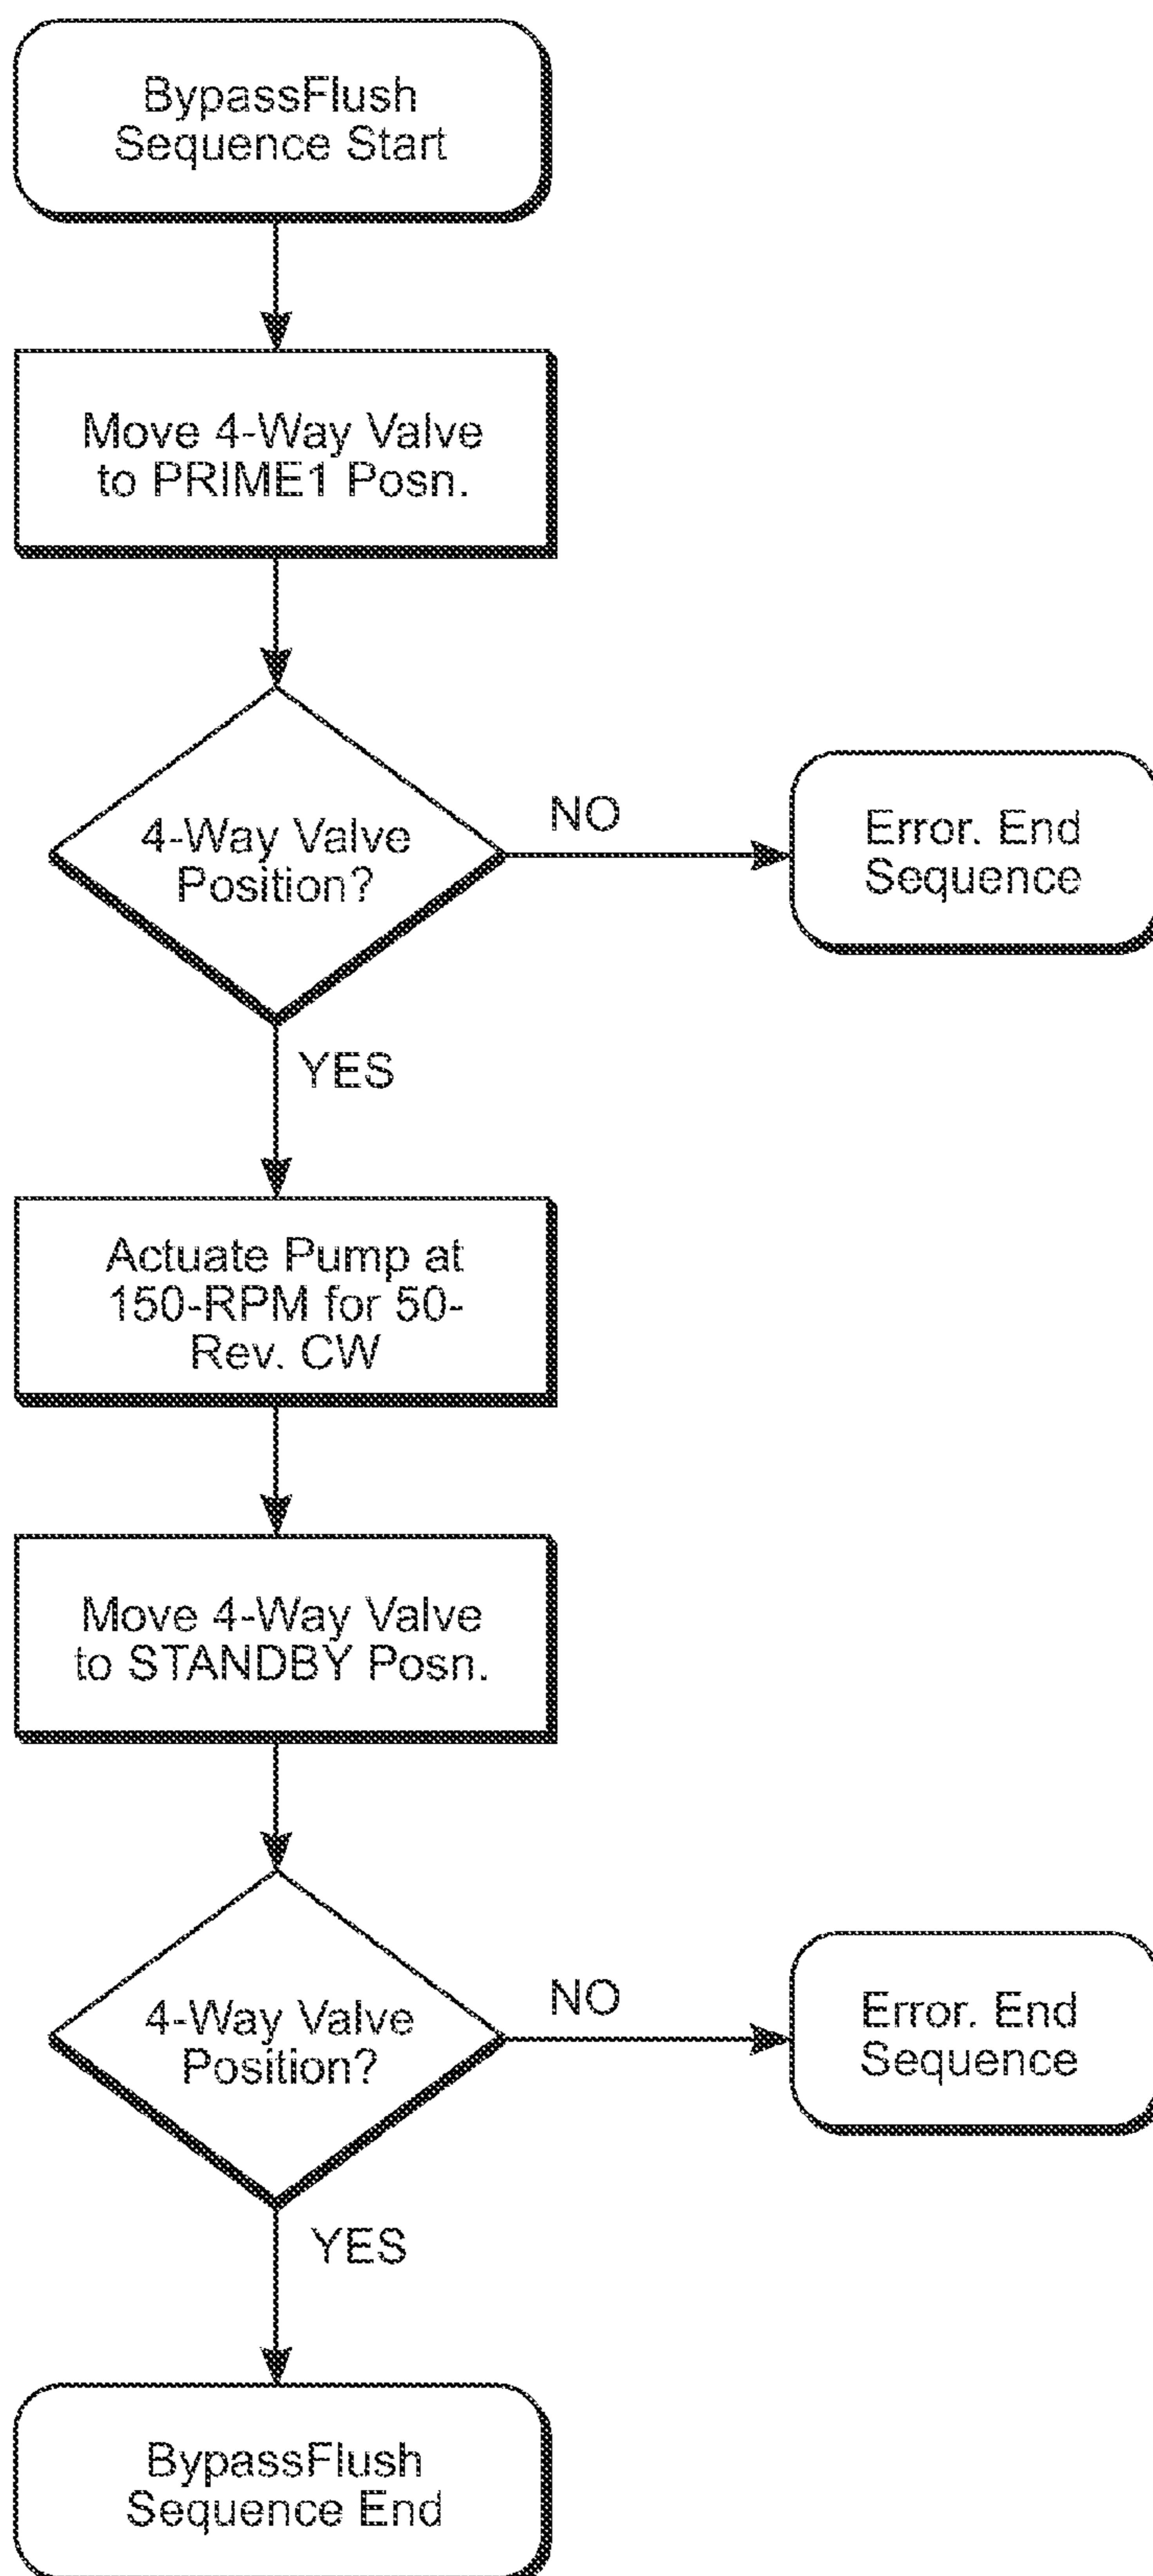 BypassFlush
Sequence Start
Move 4-Way Valve
to PRIME1 Posn.
4-Way Valve
Position?
NO
Error. End
Sequence
YES
Actuate Pump at
150-RPM for 50-
Rev. CW
Move 4-Way Valve
to STANDBY Posn.
4-Way Valve
Position?
NO
Error. End
Sequence
YES
BypassFlush
Sequence End